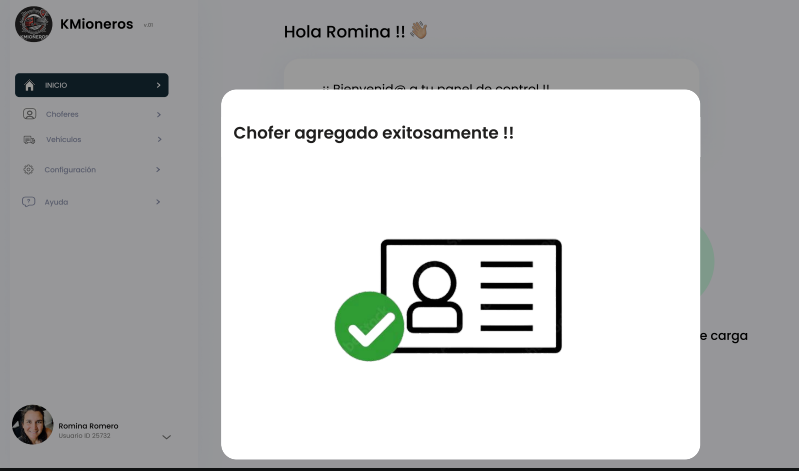 KMioneros v.01
INICIO
Choferes
Vehículos
Configuración
Ayuda
Romina Romero
Usuario ID 25732
Hola Romina !! 👋🏼
¡¡ Bienvenid@ a tu panel de control !!
Chofer agregado exitosamente !!
e carga